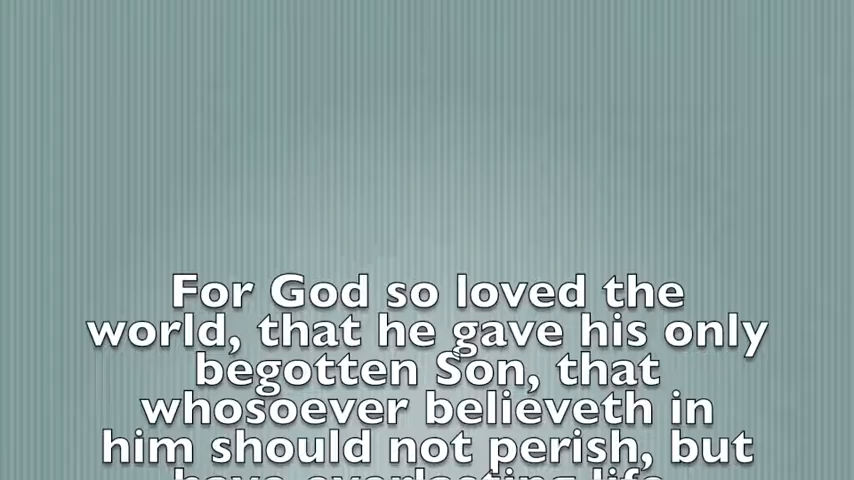 For God so loved the
world, that he gave his only
begotten Son, that
whosoever believeth in
him should not perish, but
have everlasting life